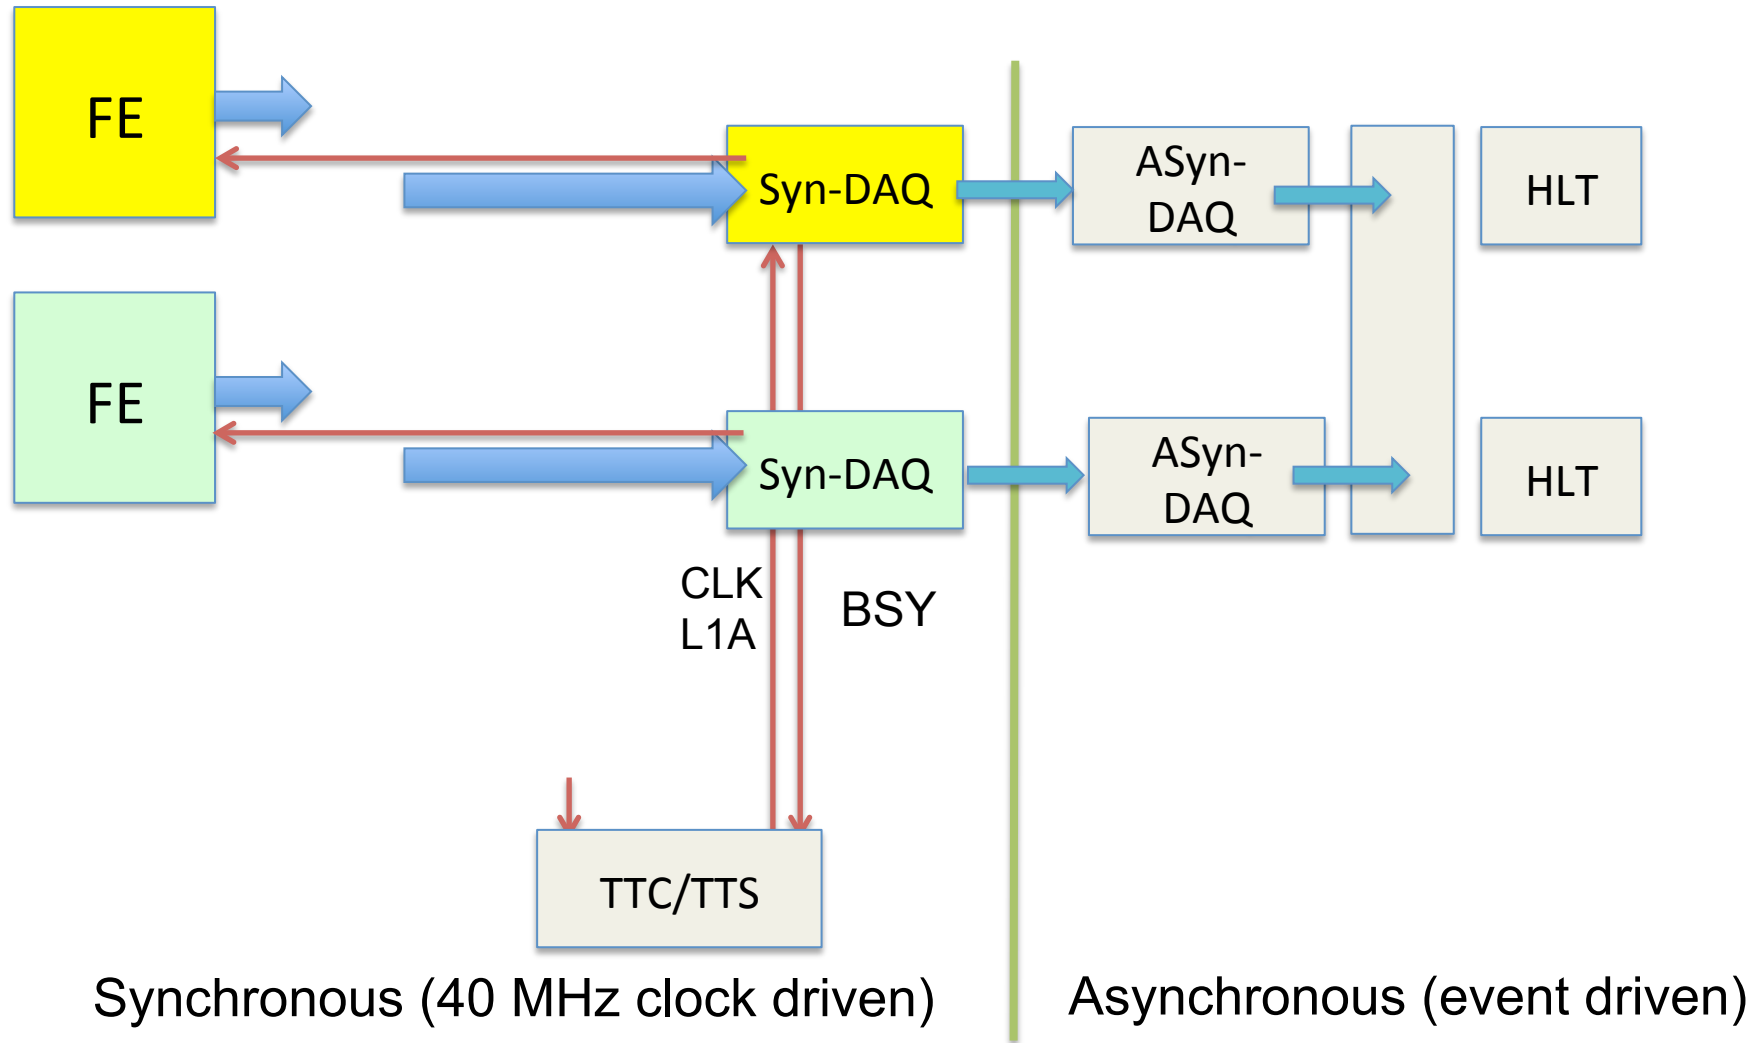 FE
Syn-DAQ
ASyn-
DAQ
HLT
FE
Syn-DAQ
ASyn-
DAQ
HLT
CLK
L1A
BSY
TTC/TTS
Synchronous (40 MHz clock driven)
Asynchronous (event driven)